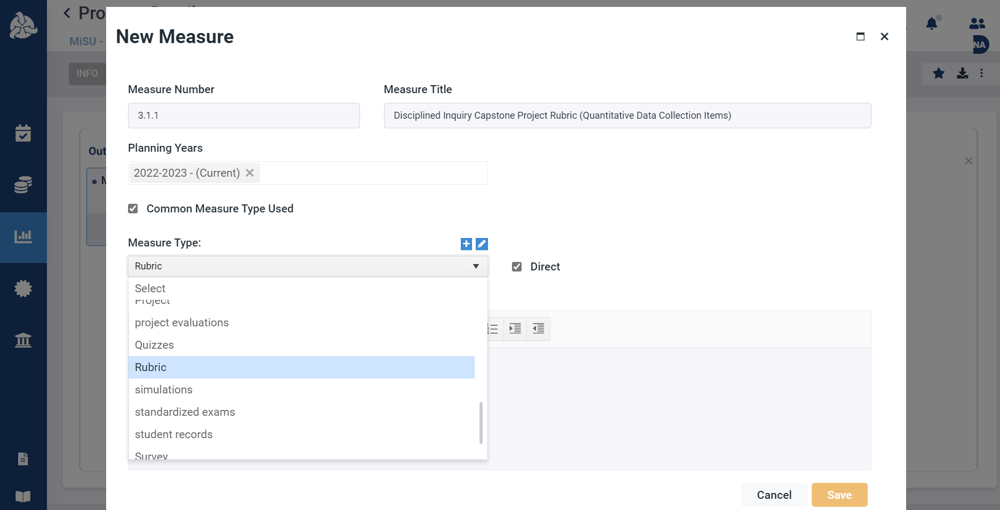 Pro
New Measure
MiSU -
NA
INFO
Measure Number
Measure Title
3.1.1
Disciplined Inquiry Capstone Project Rubric (Quantitative Data Collection Items)
Planning Years
Out
2022-2023 - (Current)
Common Measure Type Used
Measure Type:
Rubric
Direct
Select
Project
project evaluations
Quizzes
Rubric
simulations
standardized exams
student records
Survey
Cancel
Save